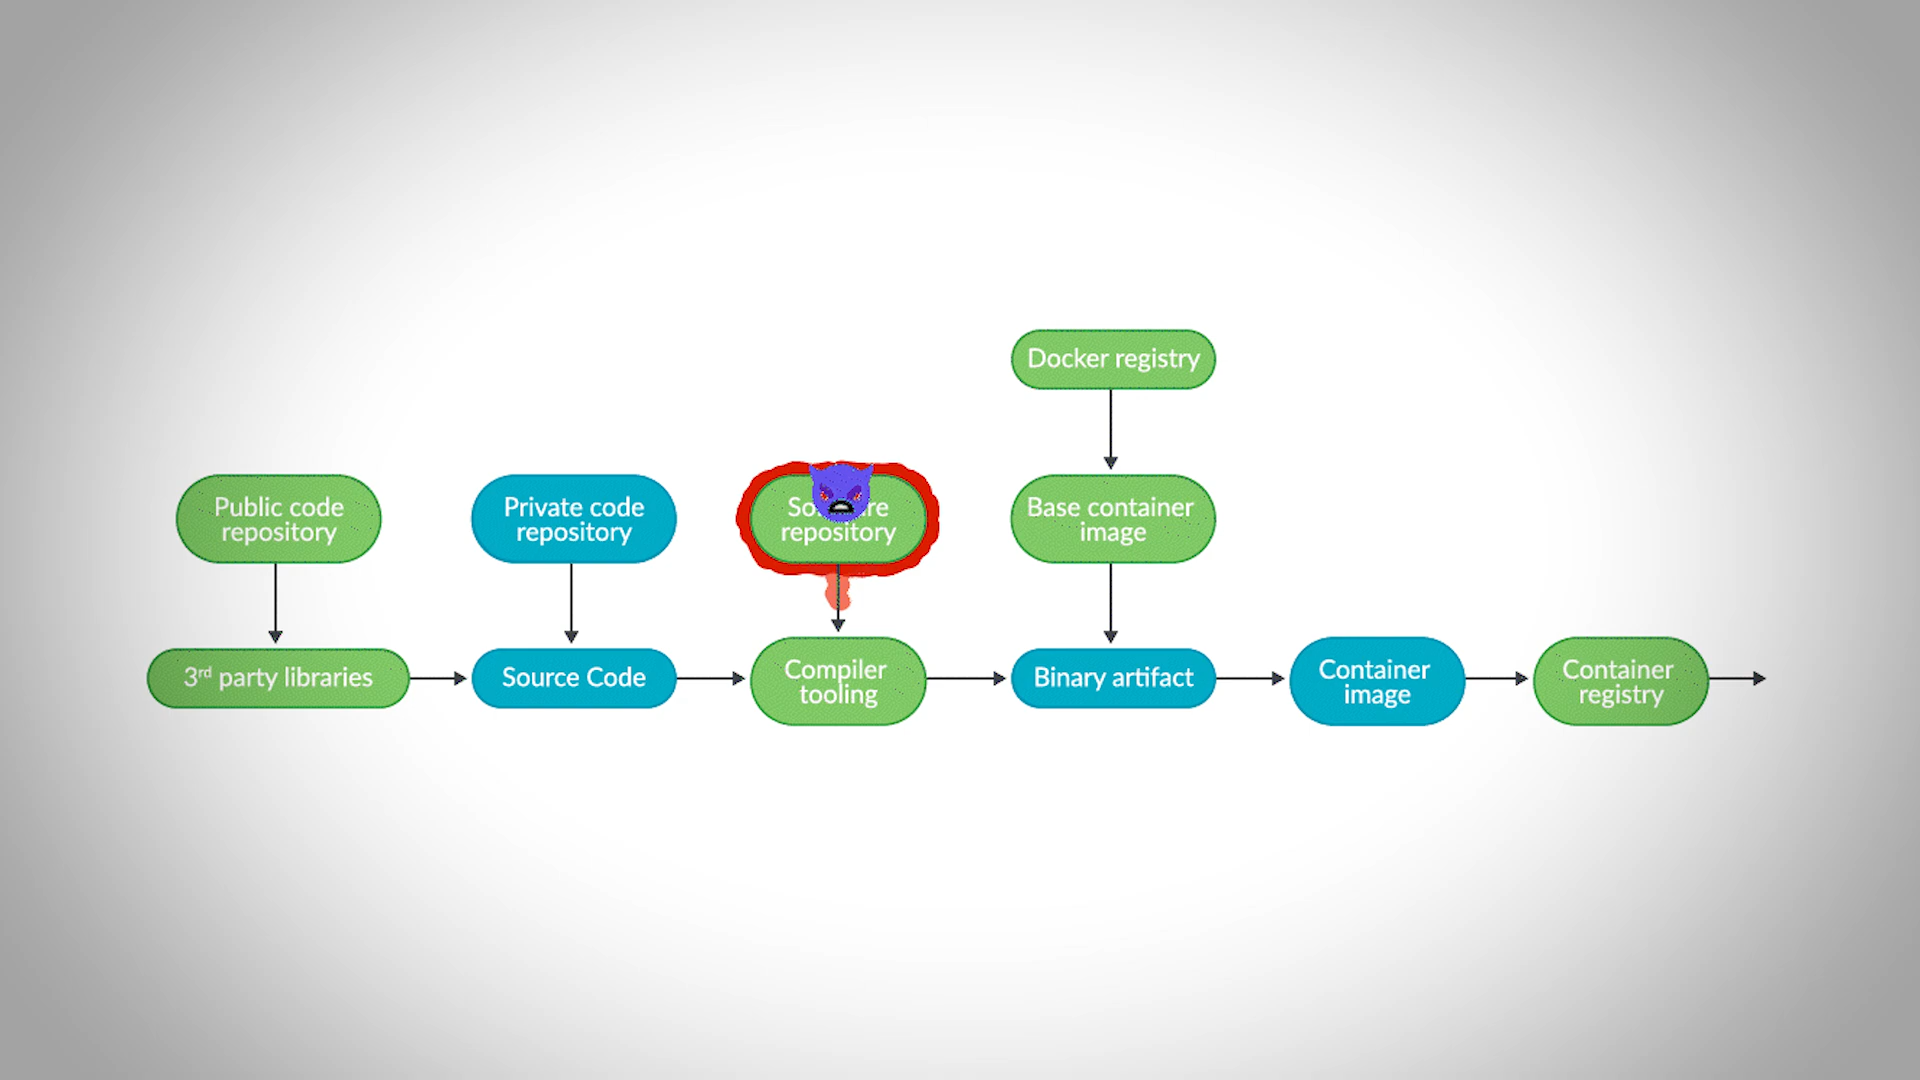 Docker registry
Public code
repository
Private code
repository
repository
Base container
image
3rd party libraries
Source Code
Compiler
tooling
Binary artifact
Container
image
Container
registry